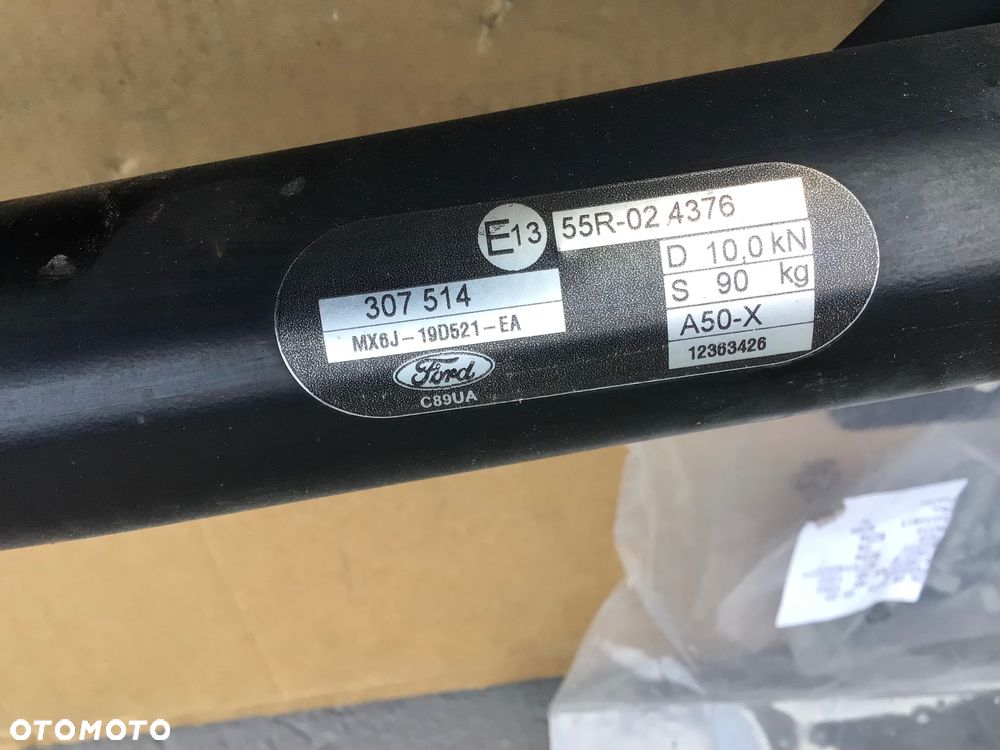 E13
55R-02 4376
D 10,0 kN
S 90 kg
A50-X
12363426
307 514
MX6J-19D521-EA
Ford
C89UA
OTOMOTO